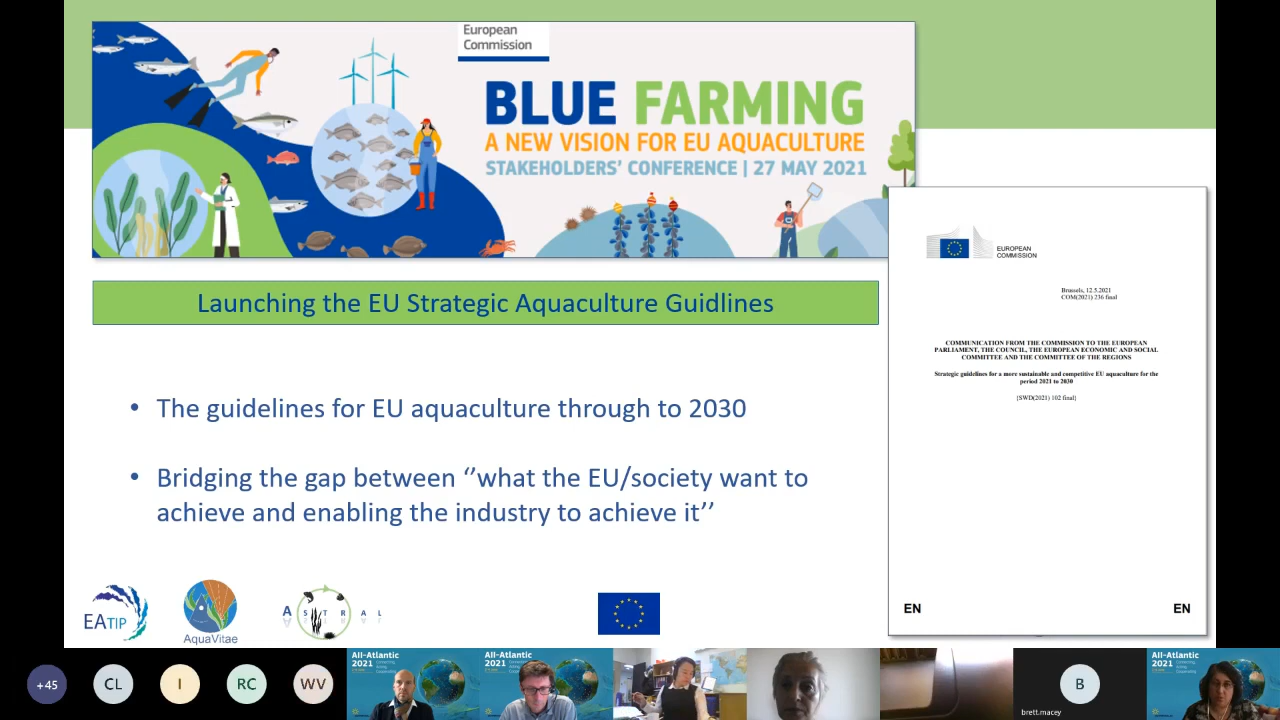 European
Commission
BLUE FARMING
A NEW VISION FOR EU AQUACULTURE
STAKEHOLDERS' CONFERENCE | 27 MAY 2021
EUROPEAN
COMMISSION
Brussels, 12.5.2021
COM(2021) 236 final
COMMUNICATION FROM THE COMMISSION TO THE EUROPEAN
PARLIAMENT, THE COUNCIL, THE EUROPEAN ECONOMIC AND SOCIAL
COMMITTEE AND THE COMMITTEE OF THE REGIONS
Strategic guidelines for a more sustainable and competitive EU aquaculture for the
period 2021 to 2030
{SWD(2021) 102 final}
EN EN
Launching the EU Strategic Aquaculture Guidlines
• The guidelines for EU aquaculture through to 2030
• Bridging the gap between ‘’what the EU/society want to
achieve and enabling the industry to achieve it’’
EATIP
AquaVitae
ASTRAL
+45 CL I RC WV B
All-Atlantic
2021
All-Atlantic
2021
brett.macey
All-Atlantic
2021